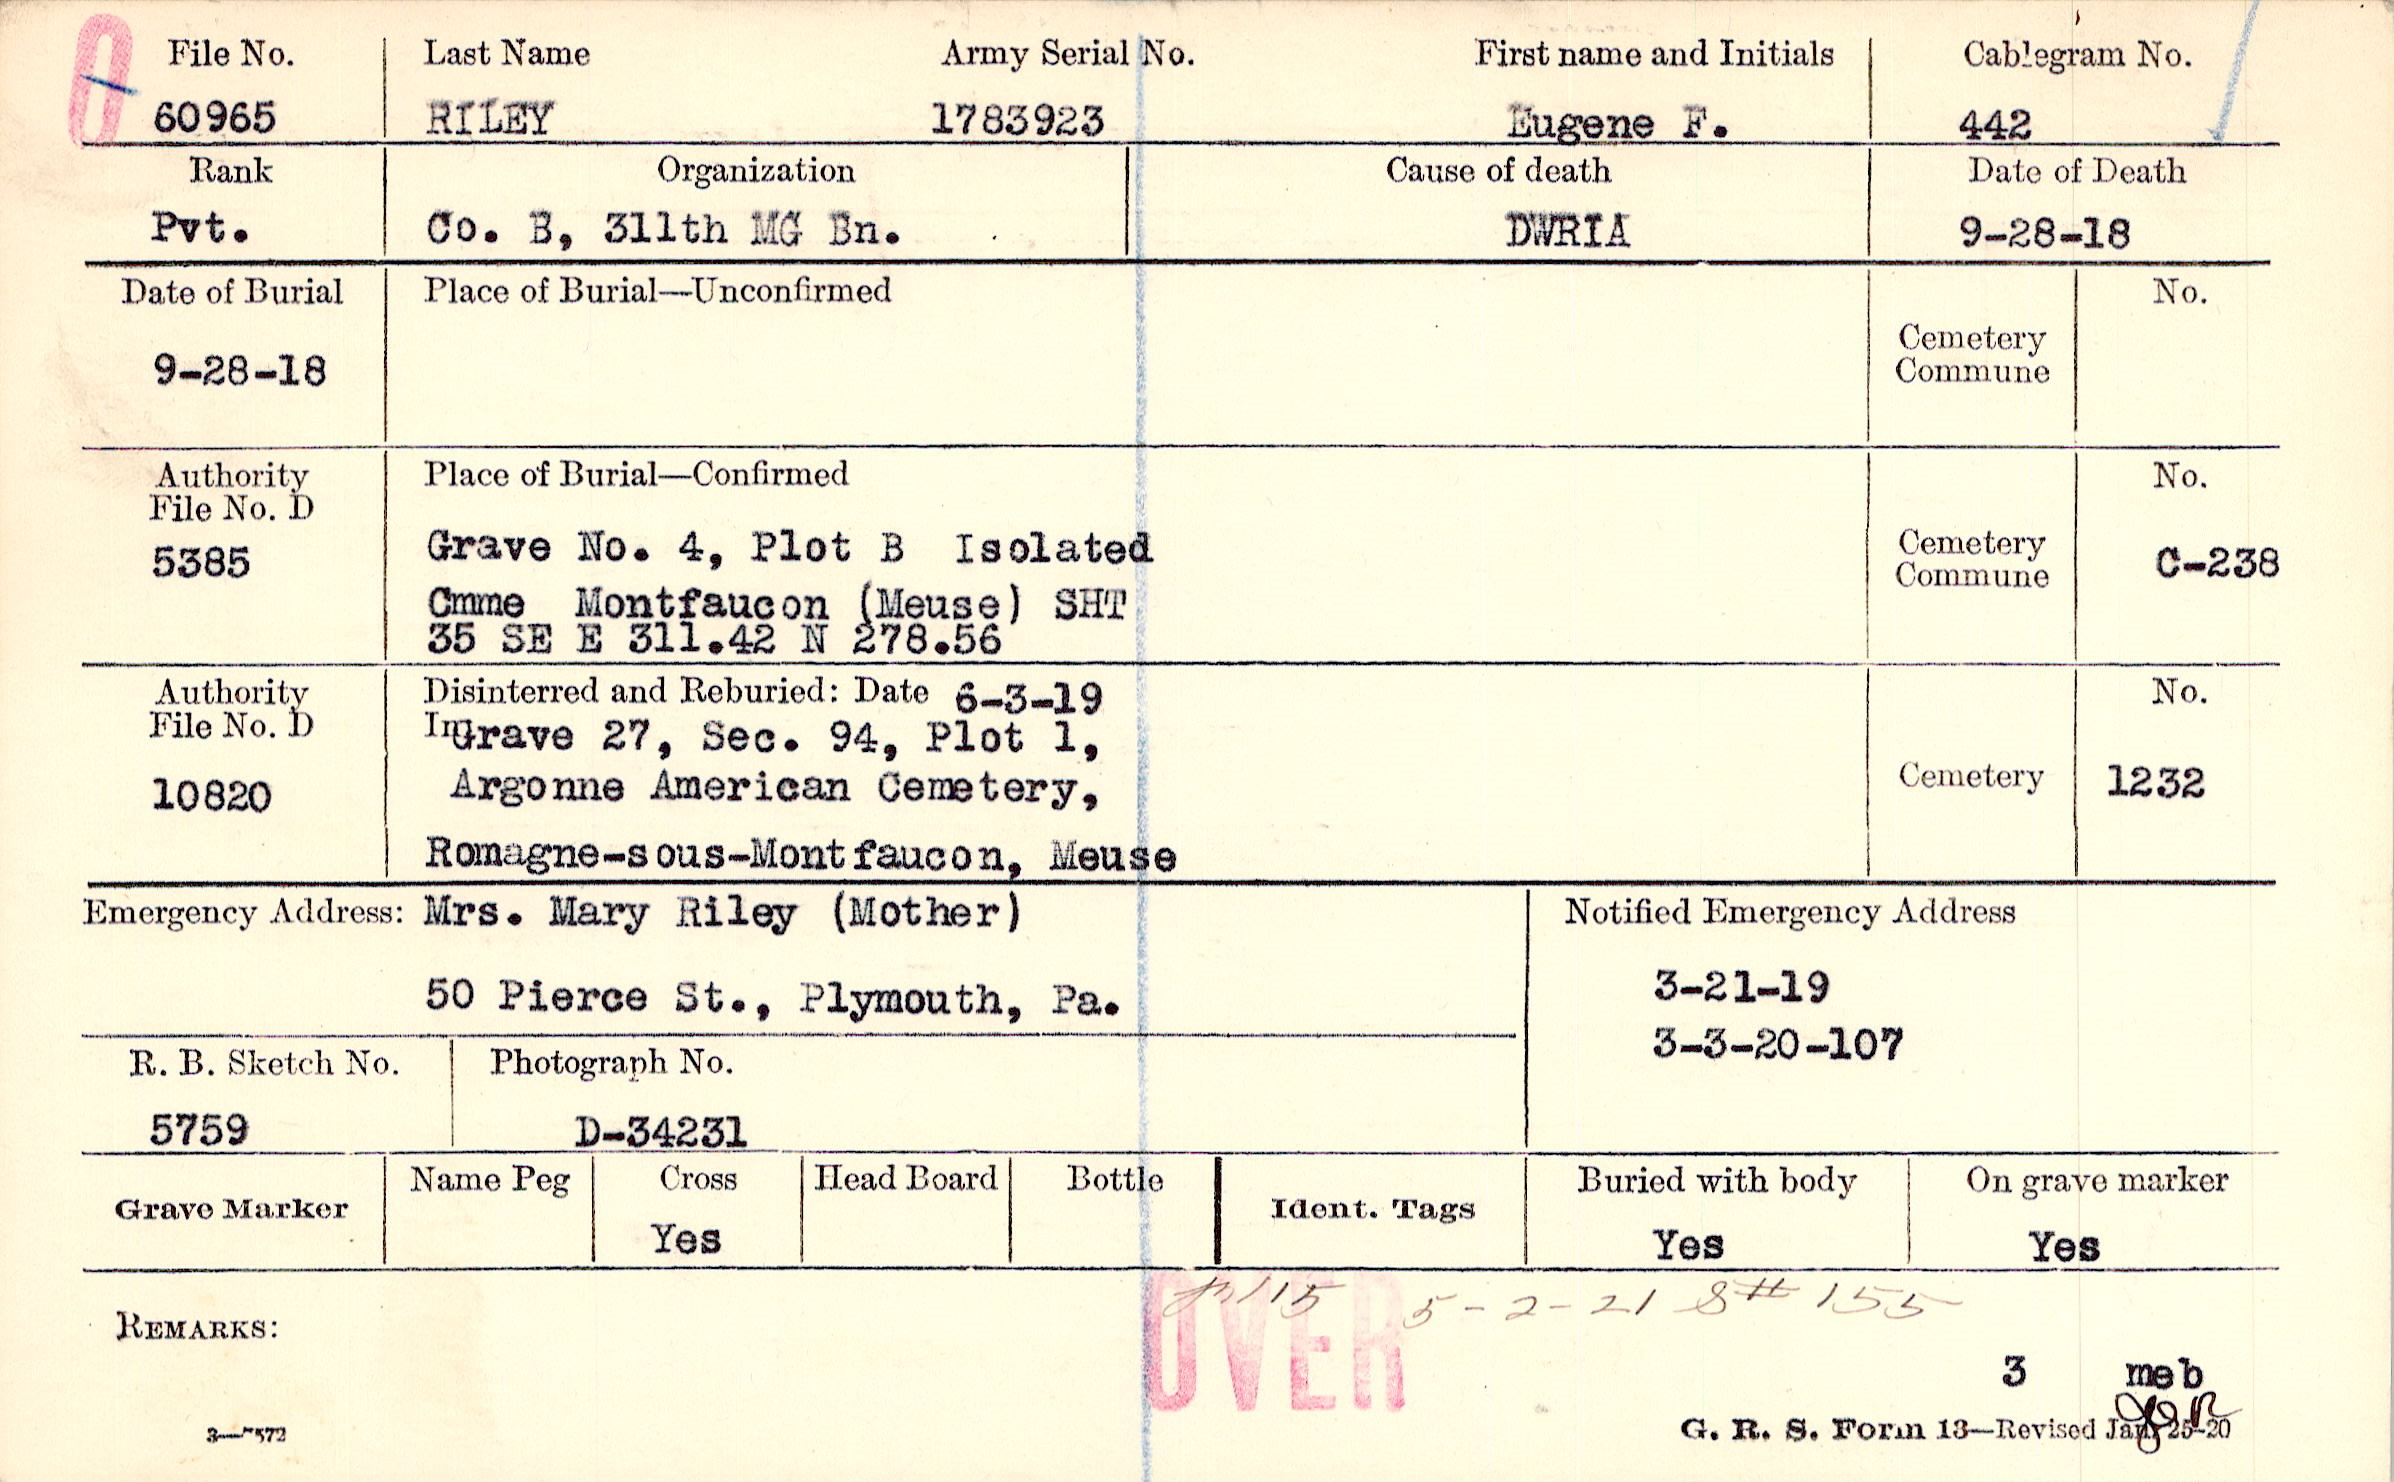 O
File No. Last Name Army Serial No. First name and Initials Cablegram No.
60965 RILEY 1783923 Eugene F. 442
Rank Organization Cause of death Date of Death
Pvt. Co. B, 311th MG Bn. DWRIA 9-28-18
Date of Burial Place of Burial—Unconfirmed No.
9-28-18 Cemetery
Commune
Authority Place of Burial—Confirmed No.
File No. D
5385 Grave No. 4, Plot B Isolated Cemetery C-238
Commune
Cmme Montfaucon (Meuse) SHT
35 SE E 311.42 N 278.56
Authority Disinterred and Reburied: Date 6-3-19 No.
File No. D In Grave 27, Sec. 94, Plot 1,
10820 Argonne American Cemetery, Cemetery 1232
Romagne-sous-Montfaucon, Meuse
Emergency Address: Mrs. Mary Riley (Mother) Notified Emergency Address
50 Pierce St., Plymouth, Pa. 3-21-19
3-3-20-107
R. B. Sketch No. Photograph No.
5759 D-34231
Grave Marker Name Peg Cross Head Board Bottle Ident. Tags Buried with body On grave marker
Yes Yes Yes
5-2-21 S# 155
REMARKS: OVER
3 meb
3—7572 G. R. S. Form 13—Revised Jan. 25-20